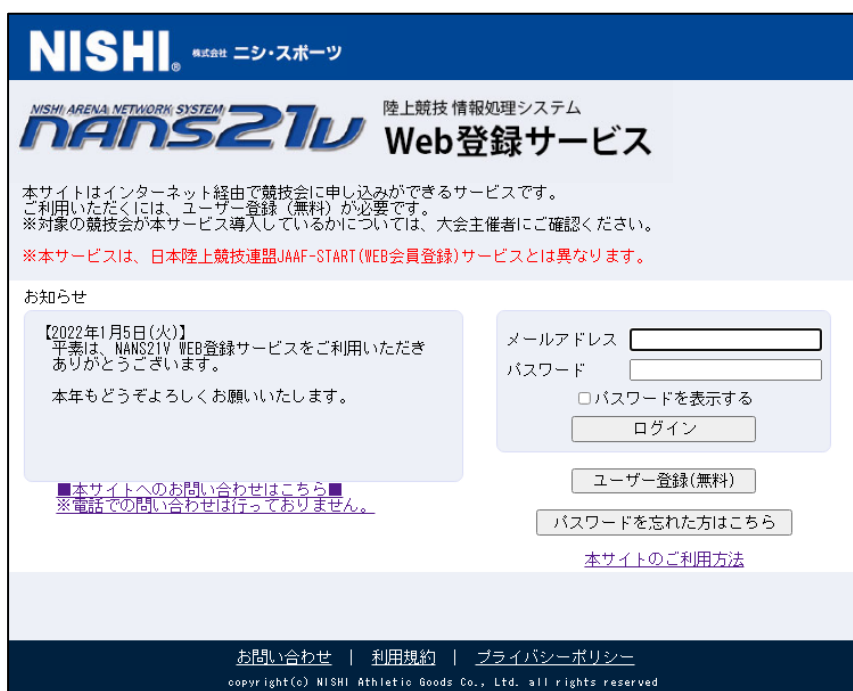 NISHI® 株式会社 ニシ・スポーツ
NISHI ARENA NETWORK SYSTEM
nans21v
陸上競技 情報処理システム
Web登録サービス
本サイトはインターネット経由で競技会に申し込みができるサービスです。
ご利用いただくには、ユーザー登録（無料）が必要です。
※対象の競技会が本サービス導入しているかについては、大会主催者にご確認ください。
※本サービスは、日本陸上競技連盟JAAF-START(WEB会員登録)サービスとは異なります。
お知らせ
【2022年1月5日(火)】
平素は、NANS21V WEB登録サービスをご利用いただき
ありがとうございます。
本年もどうぞよろしくお願いいたします。
■本サイトへのお問い合わせはこちら■
※電話での問い合わせは行っておりません。
メールアドレス
パスワード
パスワードを表示する
ログイン
ユーザー登録(無料)
パスワードを忘れた方はこちら
本サイトのご利用方法
お問い合わせ | 利用規約 | プライバシーポリシー
copyright(c) NISHI Athletic Goods Co., Ltd. all rights reserved